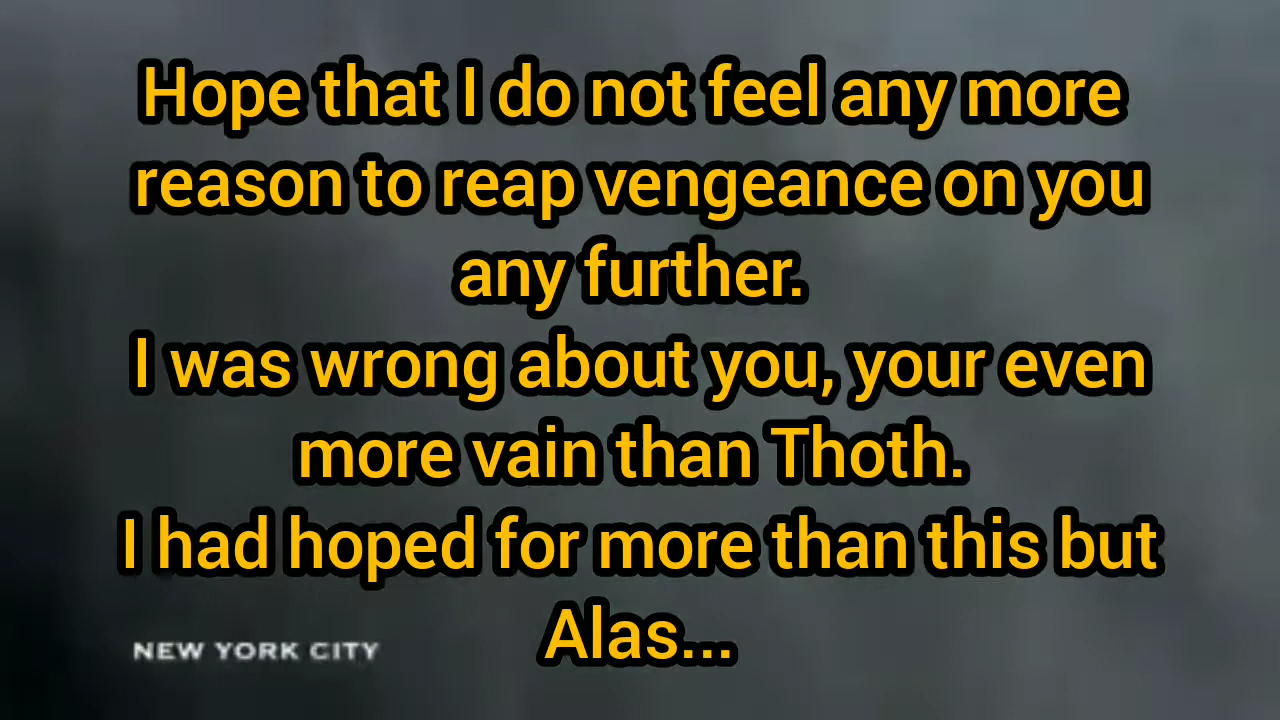 Hope that I do not feel any more
reason to reap vengeance on you
any further.
I was wrong about you, your even
more vain than Thoth.
I had hoped for more than this but
Alas...
NEW YORK CITY